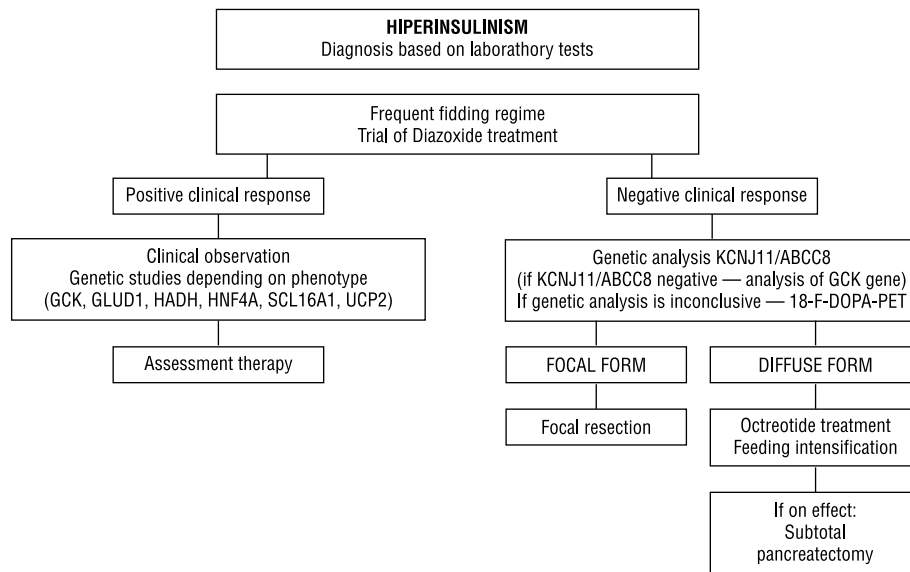 HIPERINSULINISM
Diagnosis based on laborathory tests
Frequent fidding regime
Trial of Diazoxide treatment
Positive clinical response
Negative clinical response
Clinical observation
Genetic studies depending on phenotype
(GCK, GLUD1, HADH, HNF4A, SCL16A1, UCP2)
Genetic analysis KCNJ11/ABCC8
(if KCNJ11/ABCC8 negative — analysis of GCK gene)
If genetic analysis is inconclusive — 18-F-DOPA-PET
Assessment therapy
FOCAL FORM
DIFFUSE FORM
Focal resection
Octreotide treatment
Feeding intensification
If on effect:
Subtotal
pancreatectomy